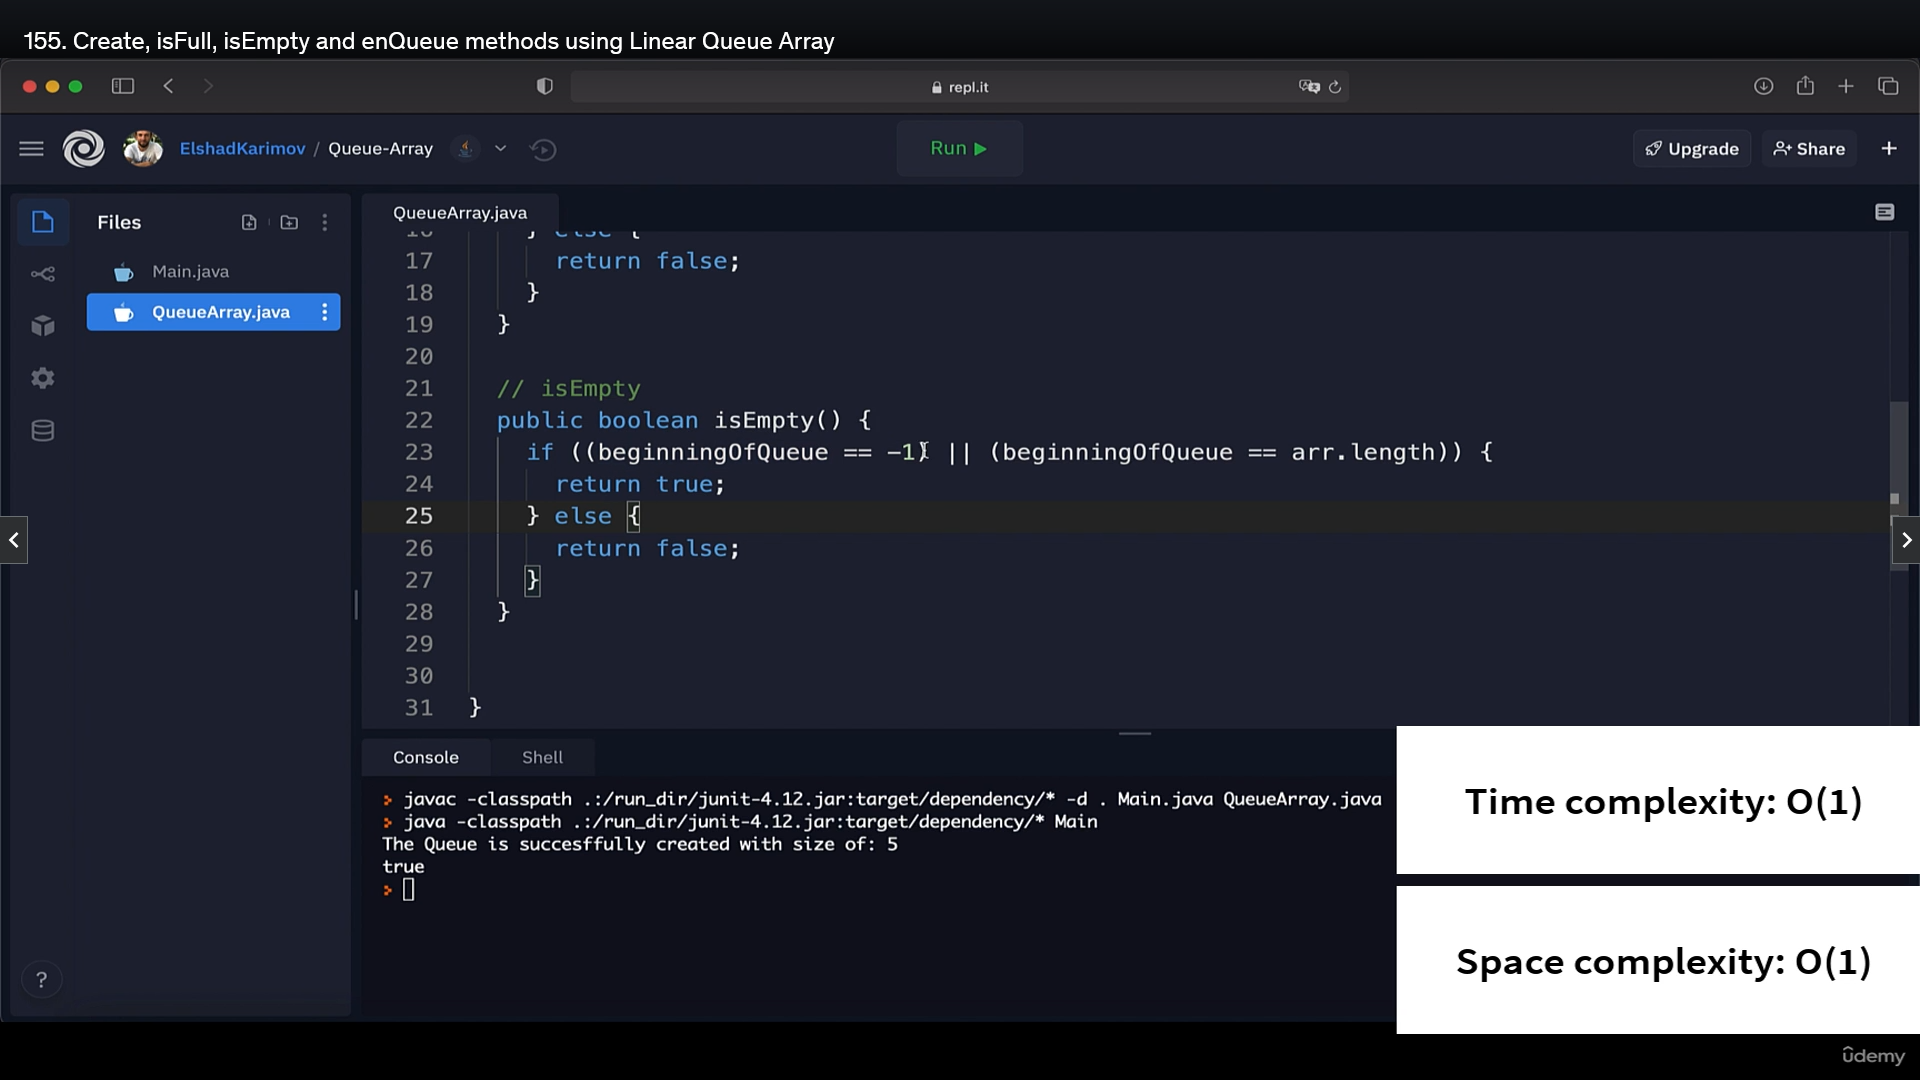 155. Create, isFull, isEmpty and enQueue methods using Linear Queue Array
repl.it
ElshadKarimov / Queue-Array
Run
Upgrade
Share
Files
Main.java
QueueArray.java
QueueArray.java
16 } else {
17 return false;
18 }
19 }
20
21 // isEmpty
22 public boolean isEmpty() {
23 if ((beginningOfQueue == -1) || (beginningOfQueue == arr.length)) {
24 return true;
25 } else {
26 return false;
27 }
28 }
29
30
31 }
Console Shell
> javac -classpath .:/run_dir/junit-4.12.jar:target/dependency/* -d . Main.java QueueArray.java
> java -classpath .:/run_dir/junit-4.12.jar:target/dependency/* Main
The Queue is succesffully created with size of: 5
true
>
Time complexity: O(1)
Space complexity: O(1)
?
ûdemy